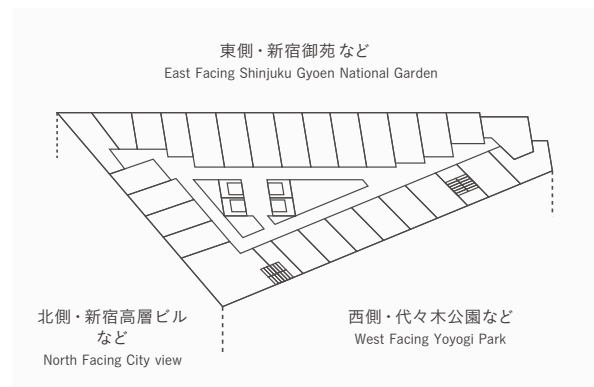 東側・新宿御苑など
East Facing Shinjuku Gyoen National Garden
北側・新宿高層ビル
など
North Facing City view
西側・代々木公園など
West Facing Yoyogi Park